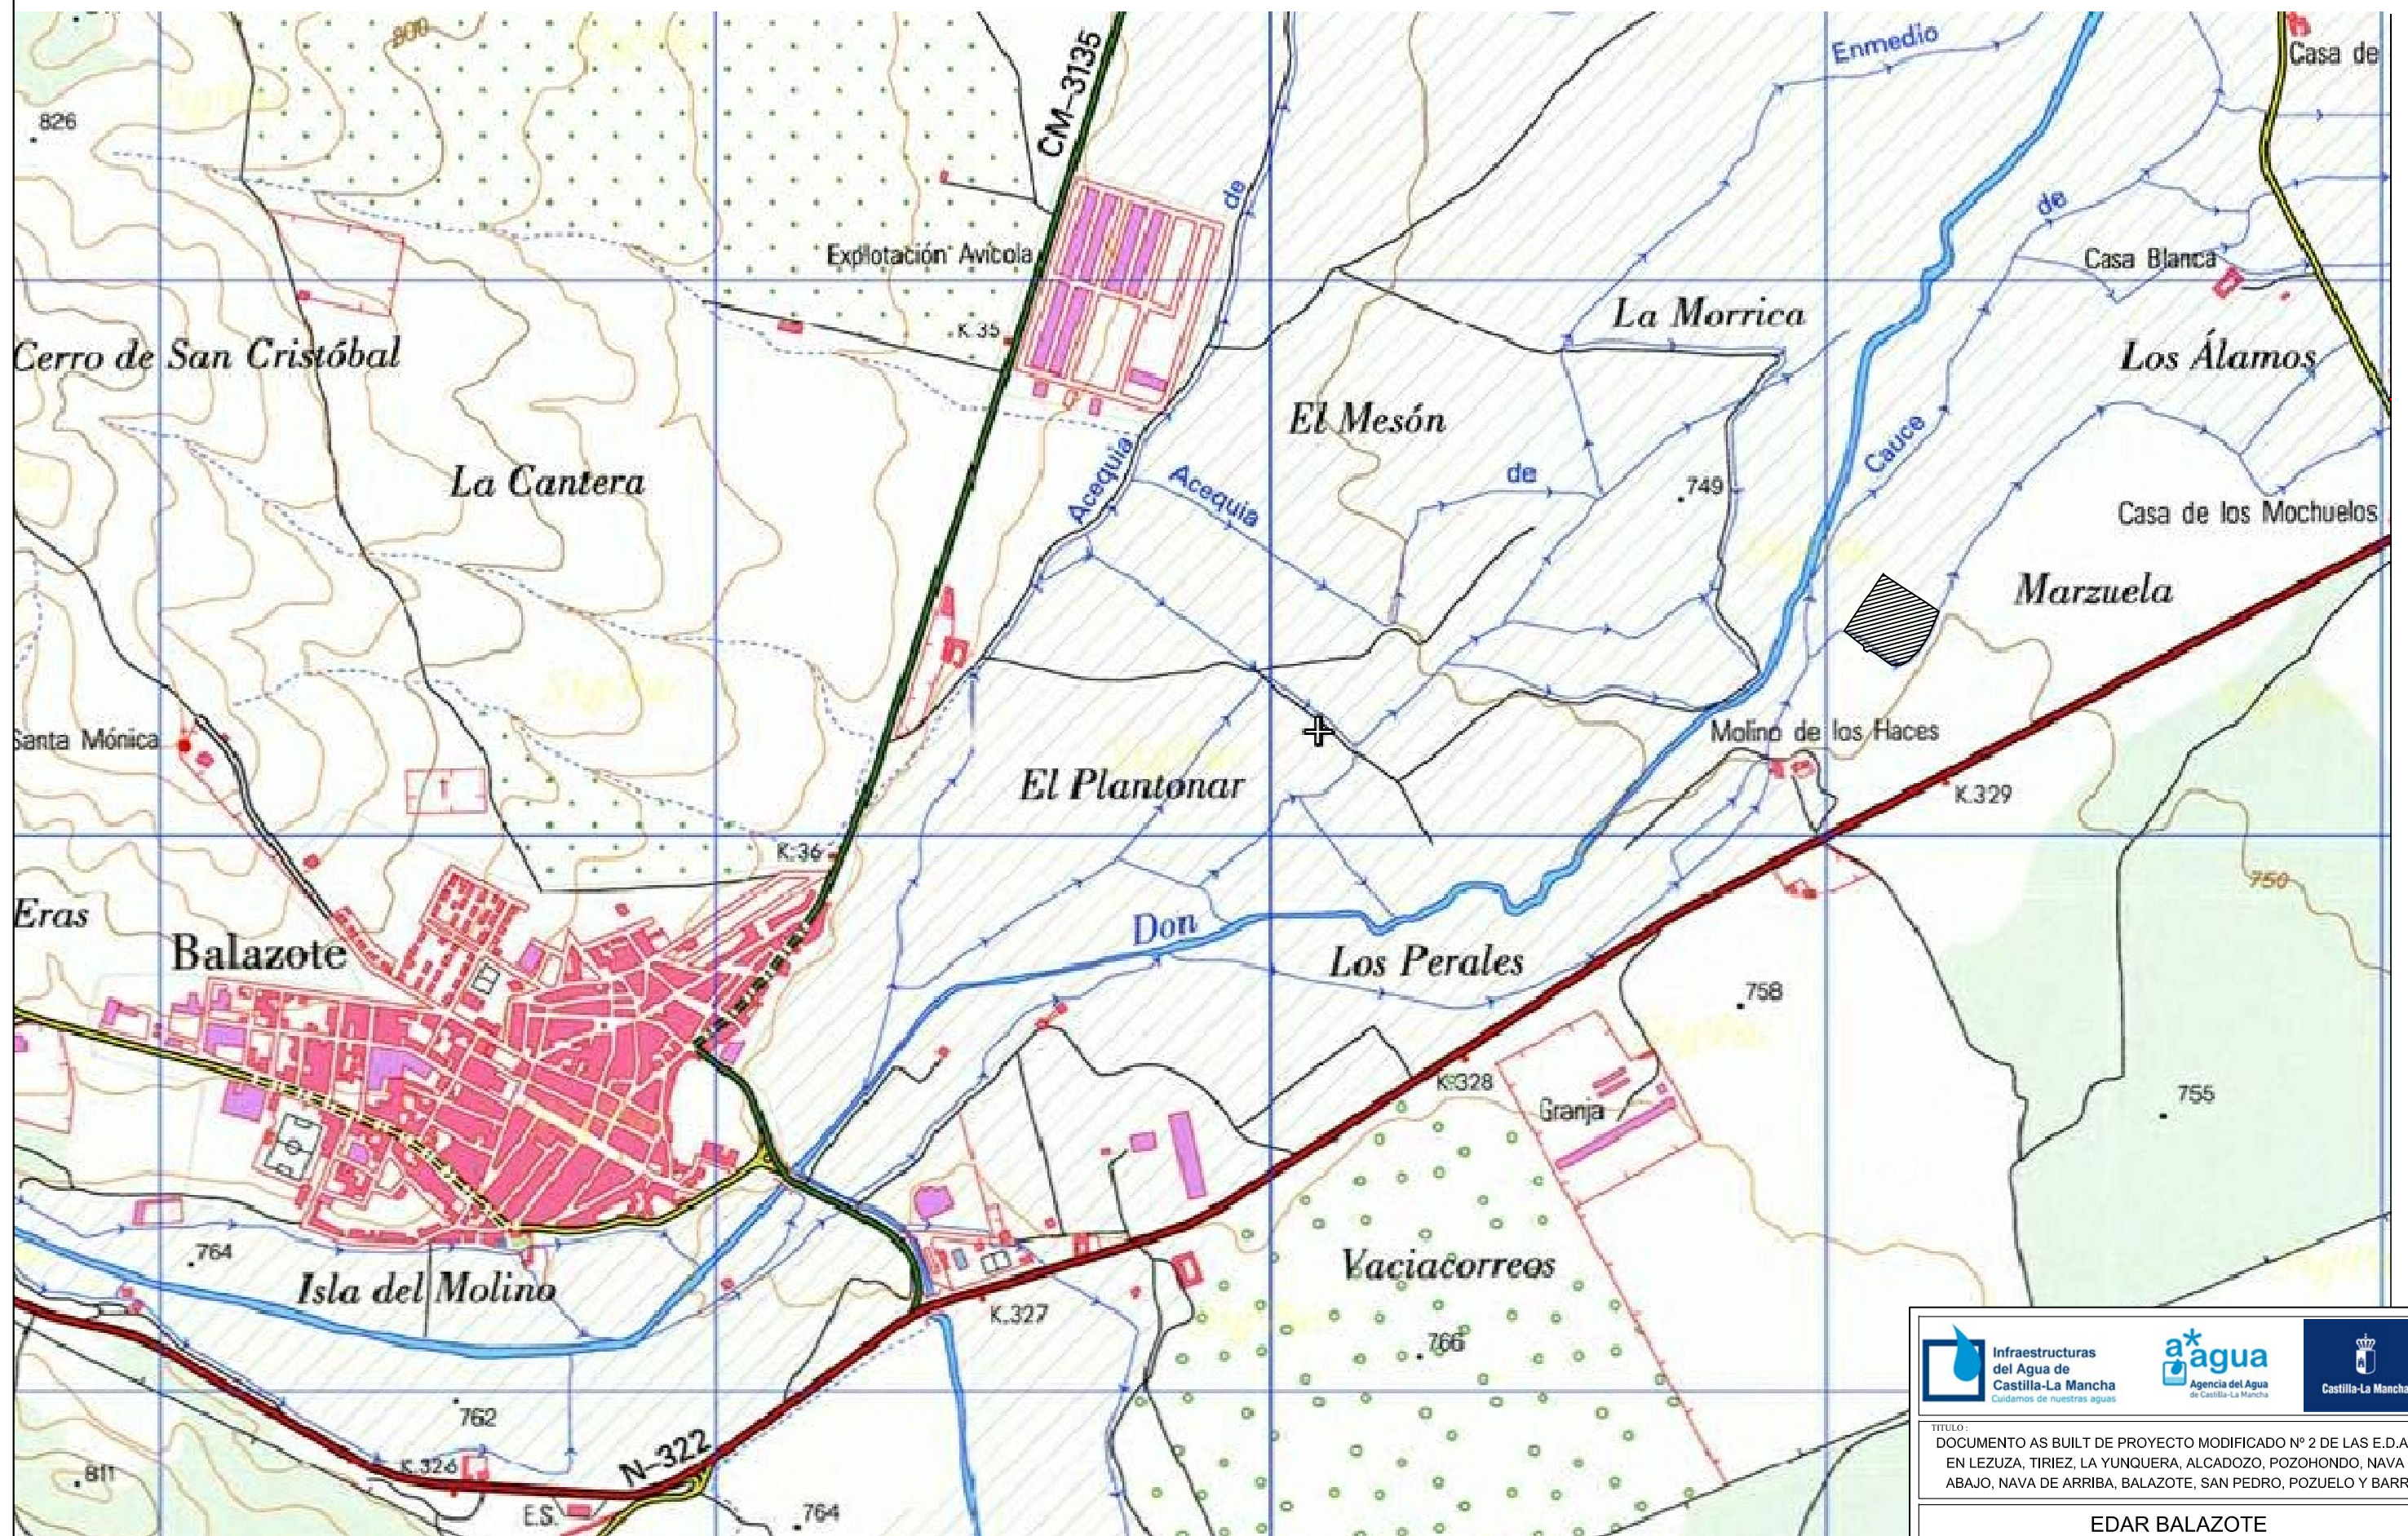 800
CM-3135
Enmedio
Casa de
826
de
de
Explotación Avícola
Casa Blanca
K.35
La Morrica
Cerro de San Cristóbal
Los Álamos
El Mesón
Cauce
La Cantera
Acequia
Acequia
de
749
Casa de los Mochuelos
Marzuela
Santa Mónica
Molino de los Haces
El Plantonar
K.329
K.36
750
Eras
Balazote
Don
Los Perales
758
K.328
755
Granja
764
Isla del Molino
Vaciacorreos
K.327
766
762
N-322
K.326
811
E.S.
764
Infraestructuras
del Agua de
Castilla-La Mancha
Cuidamos de nuestras aguas
a*agua
Agencia del Agua
de Castilla-La Mancha
Castilla-La Mancha
TITULO :
DOCUMENTO AS BUILT DE PROYECTO MODIFICADO Nº 2 DE LAS E.D.A
EN LEZUZA, TIRIEZ, LA YUNQUERA, ALCADOZO, POZOHONDO, NAVA
ABAJO, NAVA DE ARRIBA, BALAZOTE, SAN PEDRO, POZUELO Y BARR
EDAR BALAZOTE